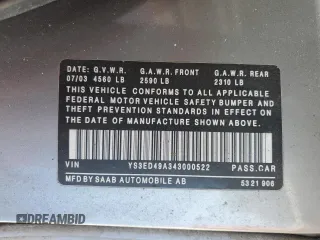 DATE: G.V.W.R. G.A.W.R. FRONT G.A.W.R. REAR
07/03 4560 LB 2590 LB 2310 LB
THIS VEHICLE CONFORMS TO ALL APPLICABLE
FEDERAL MOTOR VEHICLE SAFETY BUMPER AND
THEFT PREVENTION STANDARDS IN EFFECT ON
THE DATE OF MANUFACTURE SHOWN ABOVE.
VIN YS3ED49A343000522 PASS.CAR
MFD BY SAAB AUTOMOBILE AB 5321906
DREAMBID